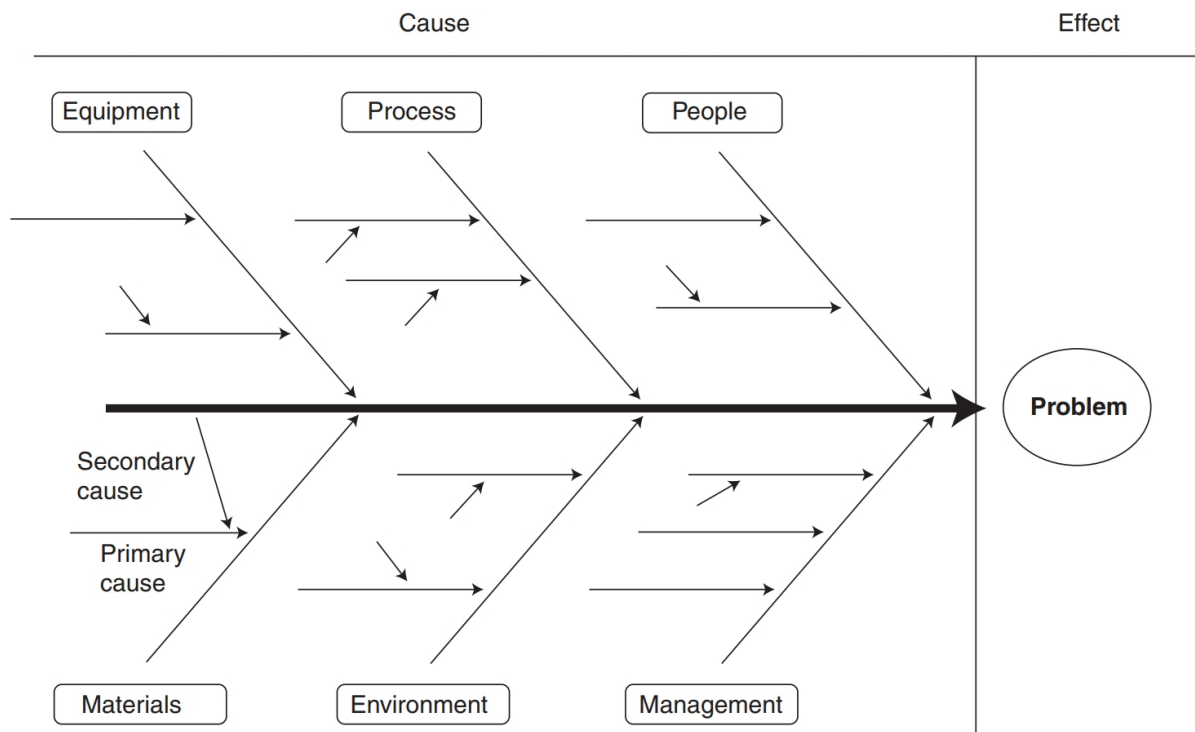 Cause
Effect
Equipment
Process
People
Problem
Secondary
cause
Primary
cause
Materials
Environment
Management